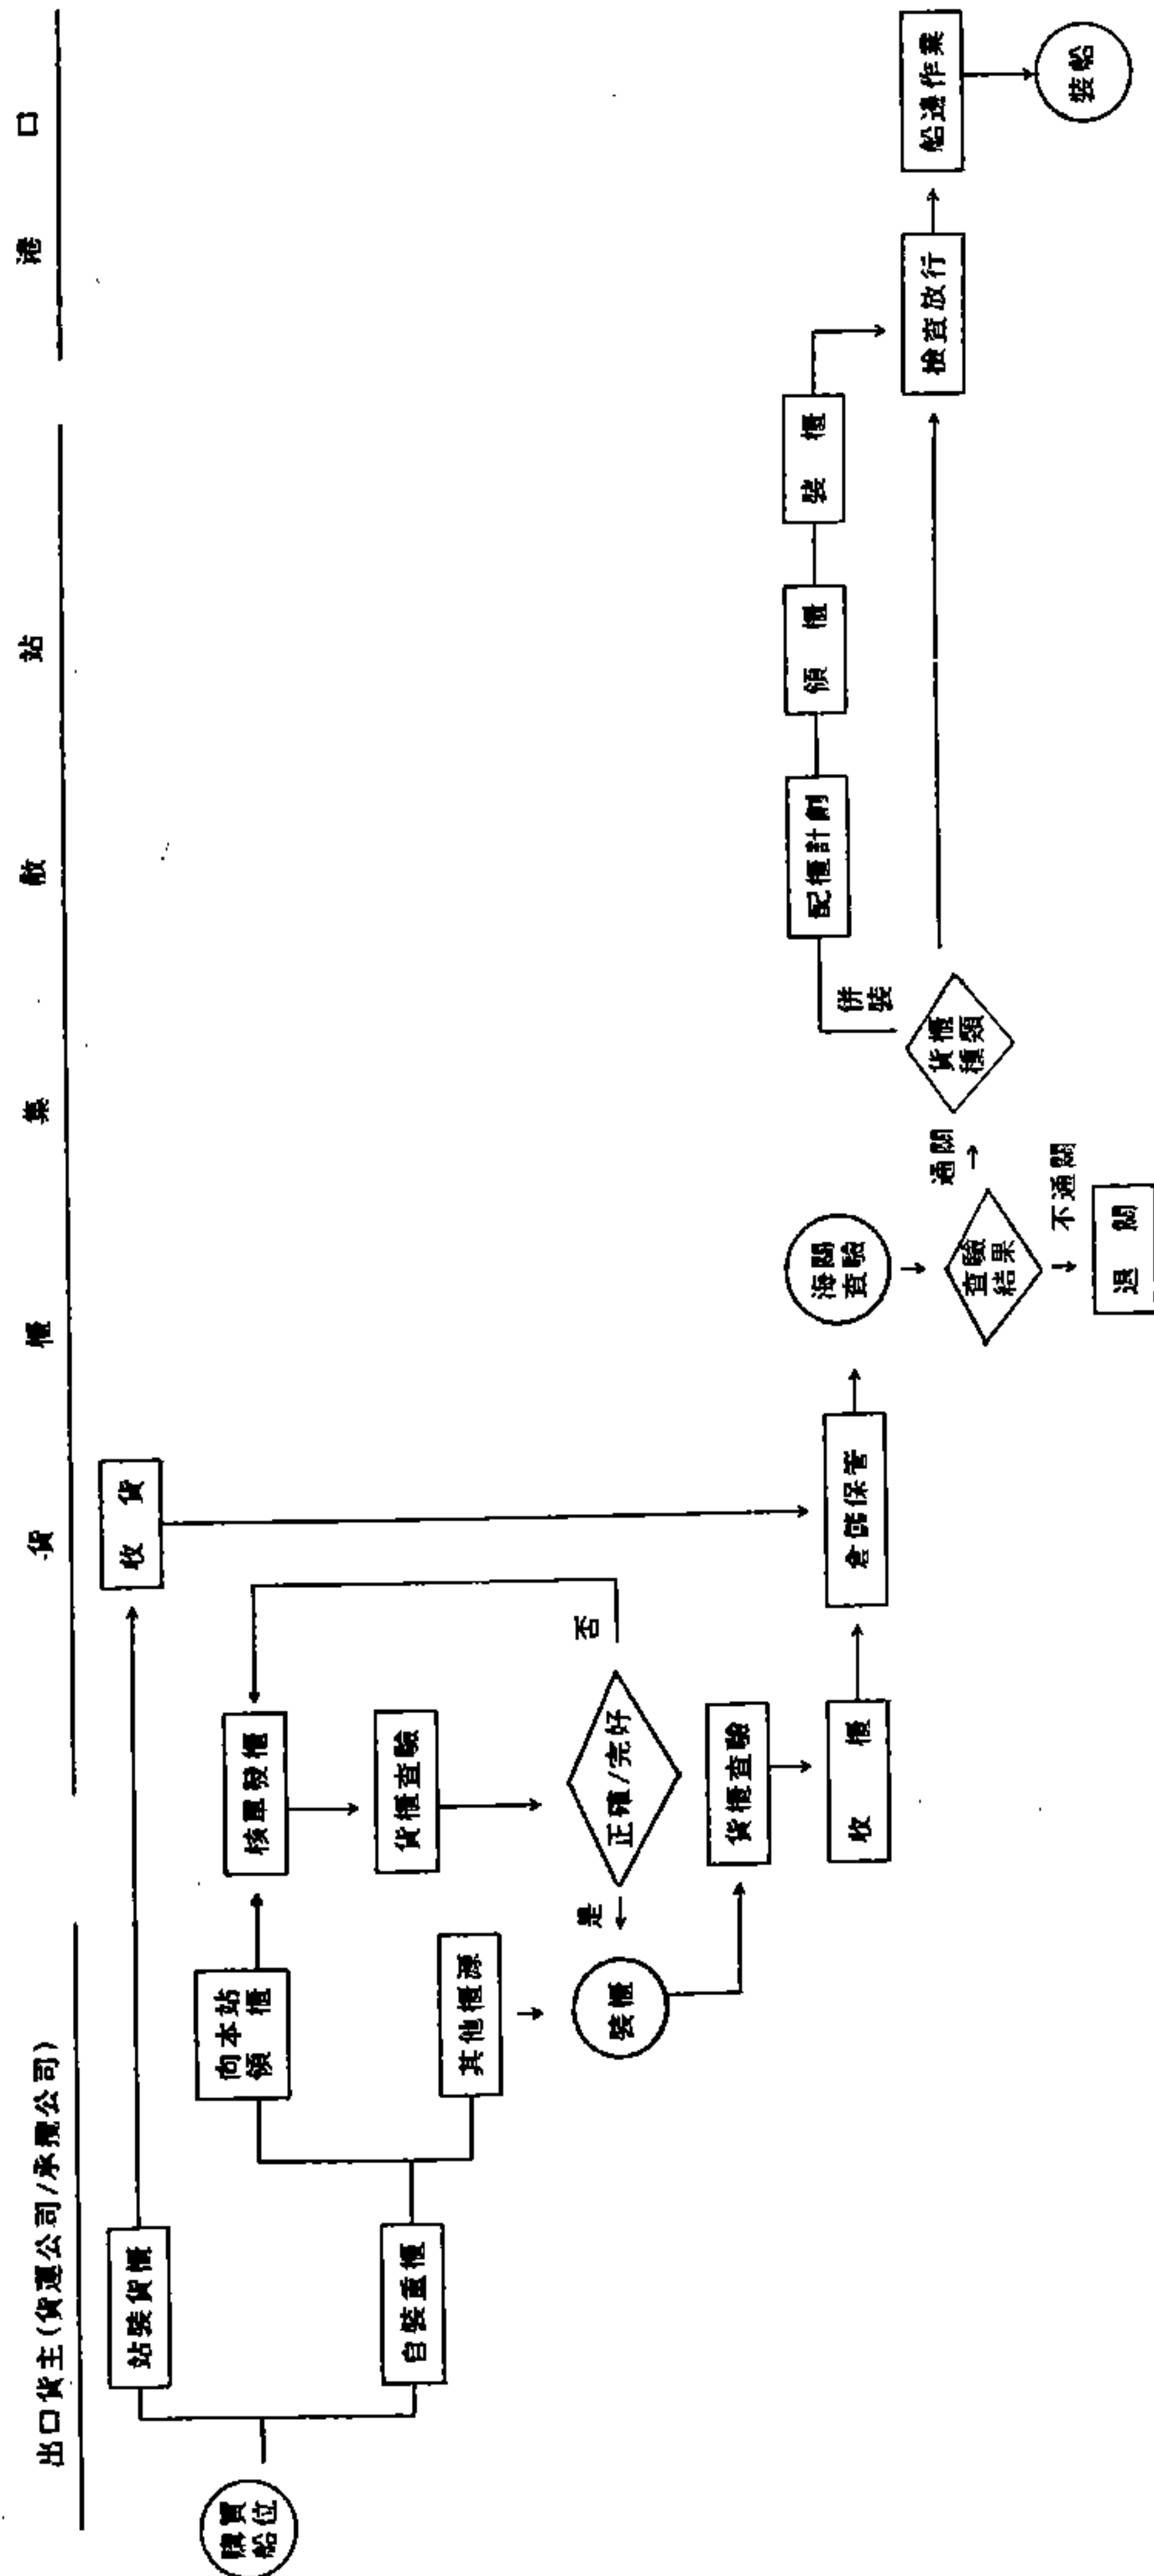 出口貨主(貨運公司/承攬公司)
貨櫃集散站
港口
購買
船位
站裝貨櫃
自裝重櫃
向本站
領櫃
其他櫃源
收貨
核單發櫃
貨櫃查驗
正確/完好
否
是
裝櫃
貨櫃查驗
收櫃
倉儲保管
海關
查驗
查驗
結果
通關
不通關
退關
貨櫃
種類
併裝
配櫃計劃
領櫃
裝櫃
檢查放行
船邊作業
裝船